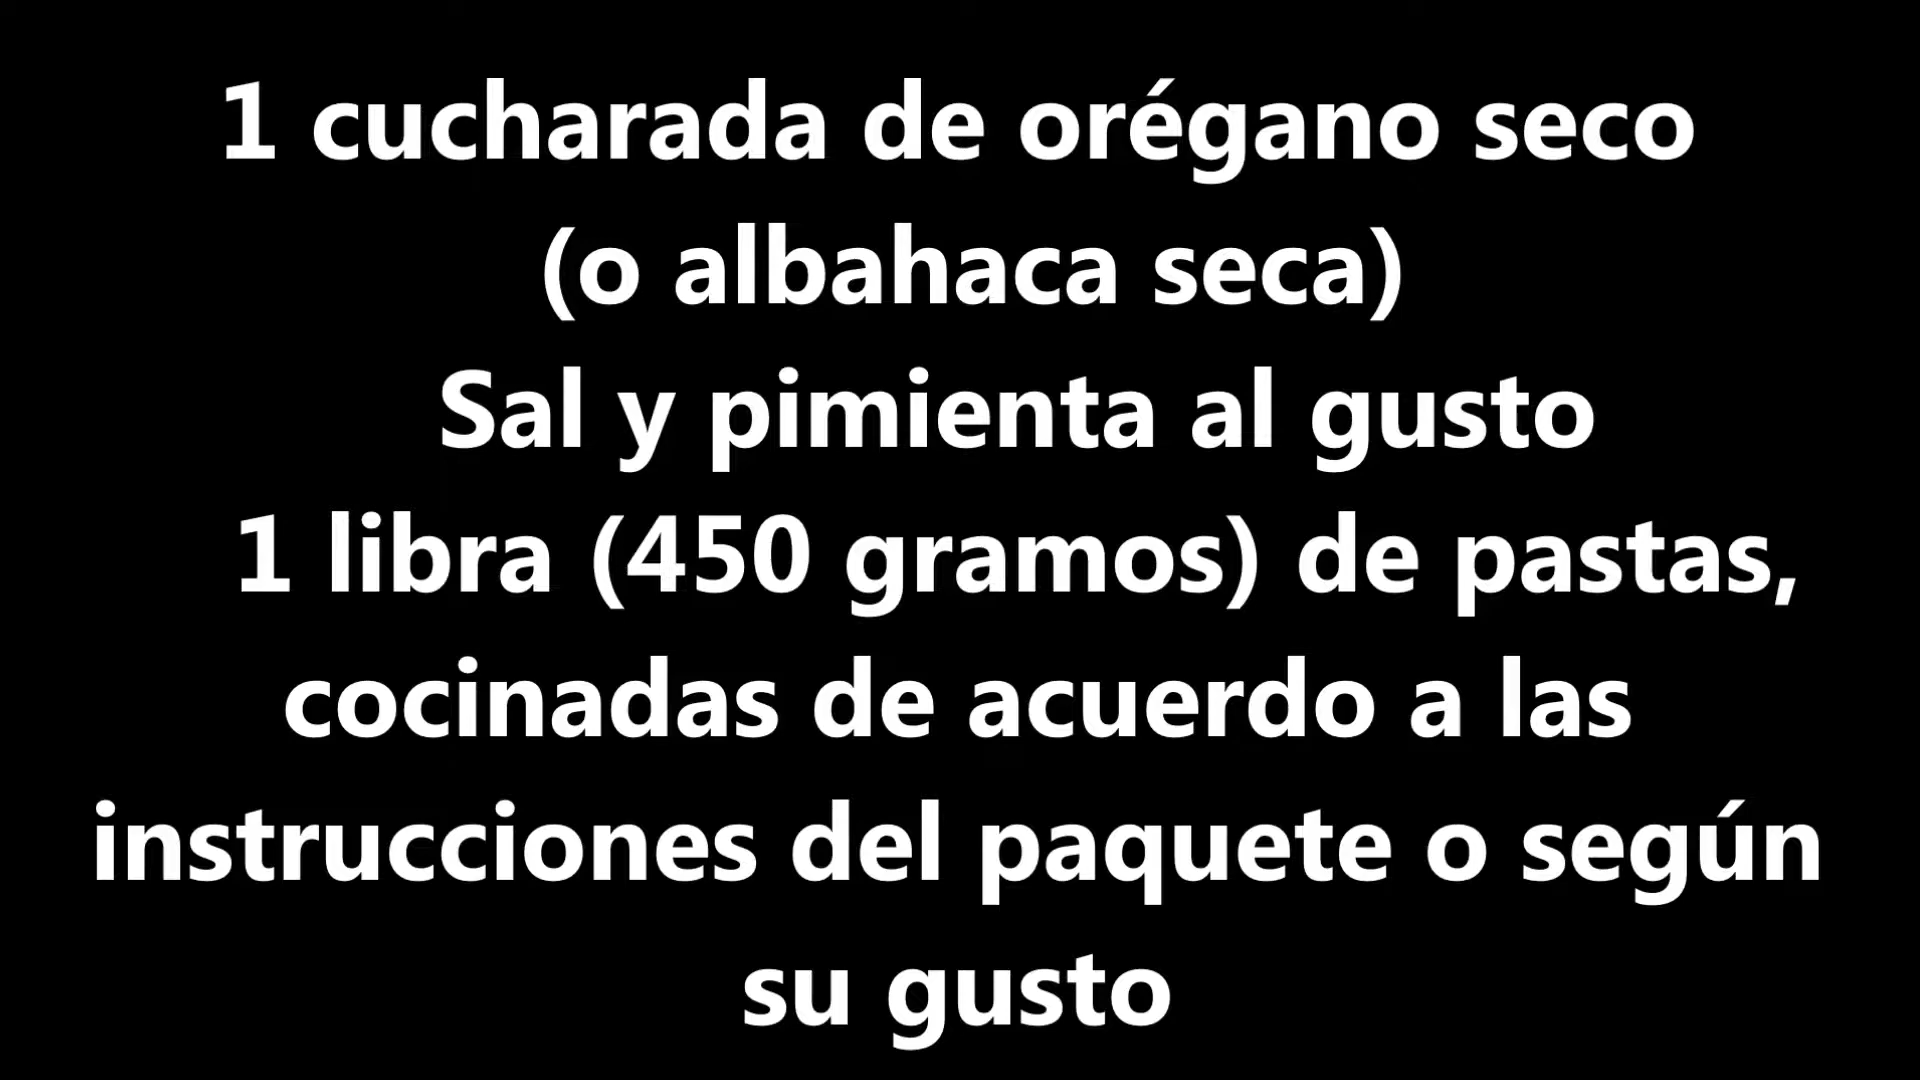 1 cucharada de orégano seco
(o albahaca seca)
Sal y pimienta al gusto
1 libra (450 gramos) de pastas,
cocinadas de acuerdo a las
instrucciones del paquete o según
su gusto